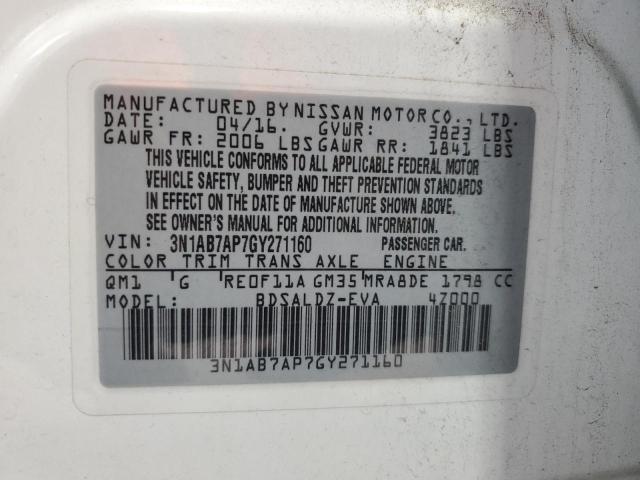 MANUFACTURED BY NISSAN MOTOR CO., LTD.
DATE: 04/16. GVWR: 3823 LBS
GAWR FR: 2006 LBS GAWR RR: 1841 LBS
THIS VEHICLE CONFORMS TO ALL APPLICABLE FEDERAL MOTOR
VEHICLE SAFETY, BUMPER AND THEFT PREVENTION STANDARDS
IN EFFECT ON THE DATE OF MANUFACTURE SHOWN ABOVE.
SEE OWNER'S MANUAL FOR ADDITIONAL INFORMATION.
VIN: 3N1AB7AP7GY271160 PASSENGER CAR.
COLOR TRIM TRANS AXLE ENGINE
QM1 G RE0F11A GM35 MRA8DE 1798 CC
MODEL: BDSALDZ-EVA 4Z000
3N1AB7AP7GY271160